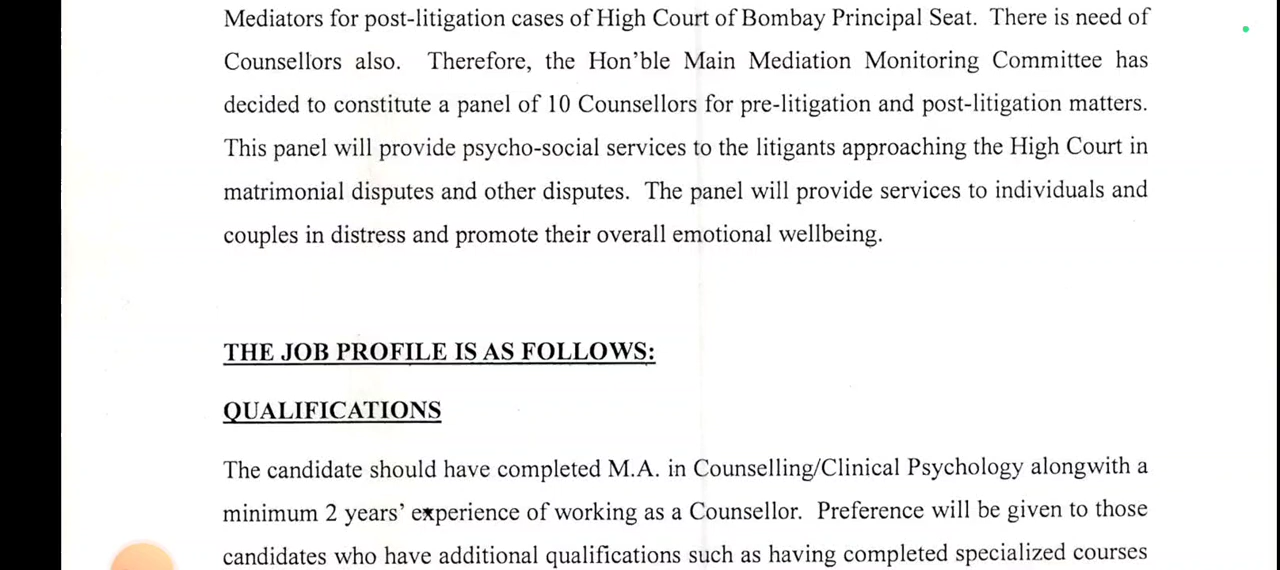 Mediators for post-litigation cases of High Court of Bombay Principal Seat. There is need of
Counsellors also. Therefore, the Hon’ble Main Mediation Monitoring Committee has
decided to constitute a panel of 10 Counsellors for pre-litigation and post-litigation matters.
This panel will provide psycho-social services to the litigants approaching the High Court in
matrimonial disputes and other disputes. The panel will provide services to individuals and
couples in distress and promote their overall emotional wellbeing.
THE JOB PROFILE IS AS FOLLOWS:
QUALIFICATIONS
The candidate should have completed M.A. in Counselling/Clinical Psychology alongwith a
minimum 2 years’ experience of working as a Counsellor. Preference will be given to those
candidates who have additional qualifications such as having completed specialized courses